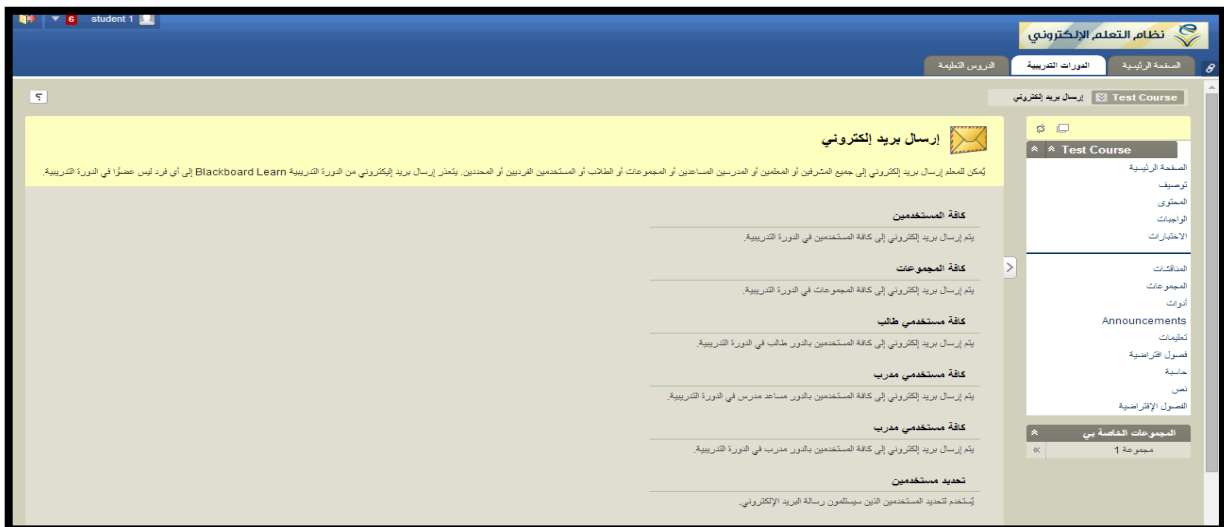 student 1 6
نظام التعلم الإلكتروني
الصفحة الرئيسية الدورات التدريبية الدروس التعليمة
Test Course إرسال بريد إلكتروني
؟
إرسال بريد إلكتروني
يُمكن للمعلم إرسال بريد إلكتروني إلى جميع المشرفين أو المعلمين أو المدرسين المساعدين أو المجموعات أو الطلاب أو المستخدمين الفرديين أو المحددين. يتعذر إرسال بريد إليكتروني من الدورة التدريبية Blackboard Learn إلى أي فرد ليس عضوًا في الدورة التدريبية.
كافة المستخدمين
يتم إرسال بريد إلكتروني إلى كافة المستخدمين في الدورة التدريبية.
كافة المجموعات
يتم إرسال بريد إلكتروني إلى كافة المجموعات في الدورة التدريبية.
كافة مستخدمي طالب
يتم إرسال بريد إلكتروني إلى كافة المستخدمين بالدور طالب في الدورة التدريبية.
كافة مستخدمي مدرب
يتم إرسال بريد إلكتروني إلى كافة المستخدمين بالدور مساعد مدرس في الدورة التدريبية.
كافة مستخدمي مدرب
يتم إرسال بريد إلكتروني إلى كافة المستخدمين بالدور مدرب في الدورة التدريبية.
تحديد مستخدمين
يُستخدم لتحديد المستخدمين الذين سيستلمون رسالة البريد الإلكتروني.
Test Course
الصفحة الرئيسية
توصيف
المحتوى
الواجبات
الاختبارات
المناقشات
المجموعات
أدوات
Announcements
تعليمات
فصول افتراضية
حاسبة
نص
الفصول الإفتراضية
المجموعات الخاصة بي
مجموعة 1